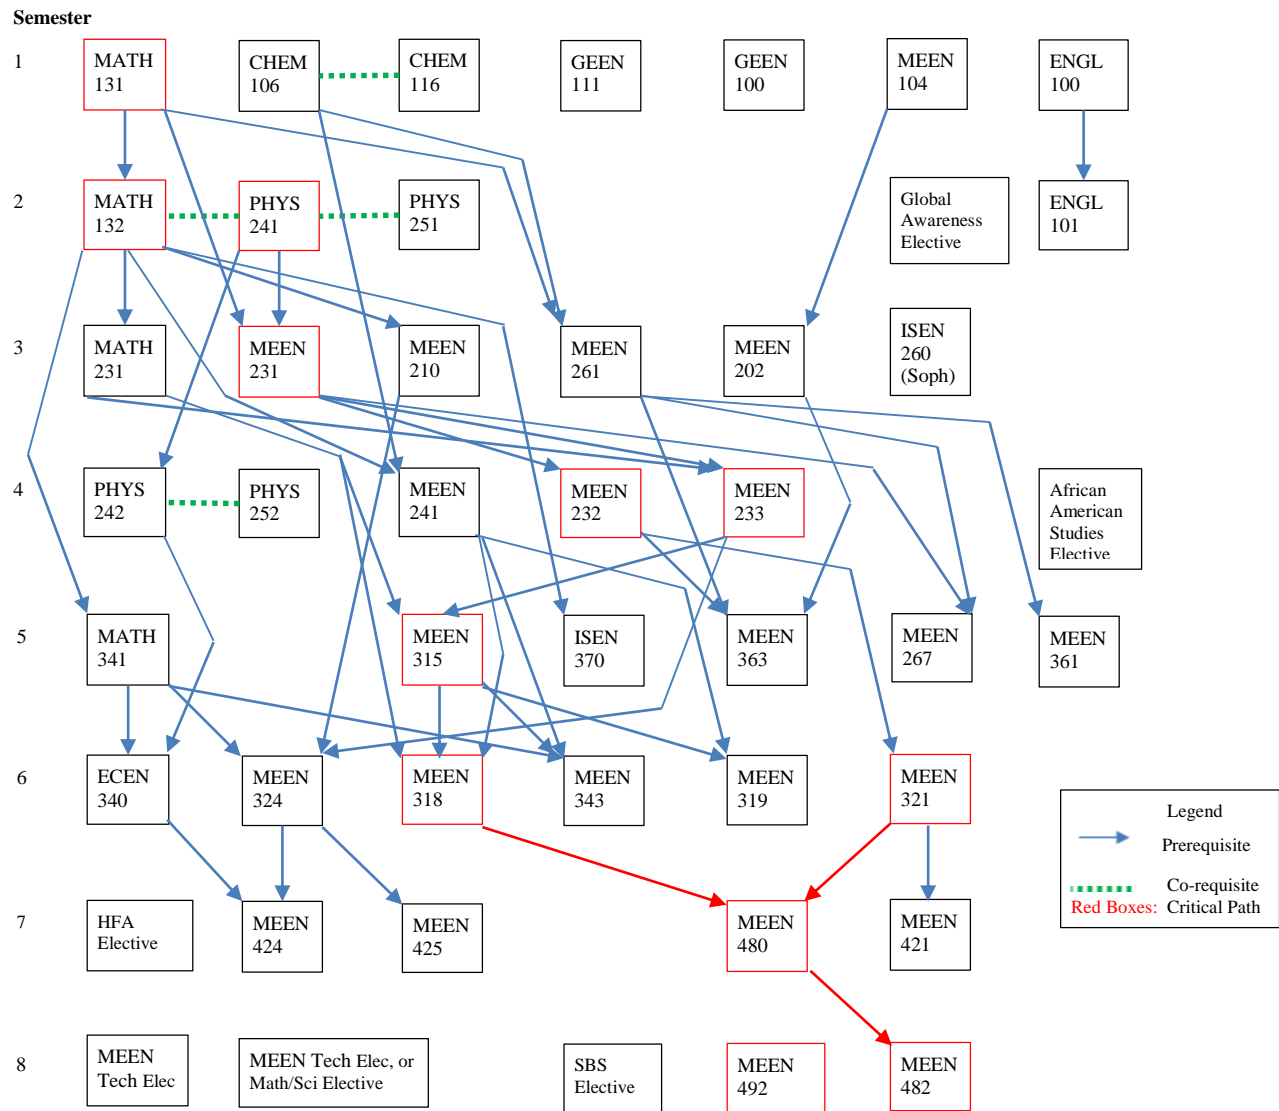 Semester
1
MATH
131
CHEM
106
CHEM
116
GEEN
111
GEEN
100
MEEN
104
ENGL
100
2
MATH
132
PHYS
241
PHYS
251
Global
Awareness
Elective
ENGL
101
3
MATH
231
MEEN
231
MEEN
210
MEEN
261
MEEN
202
ISEN
260
(Soph)
4
PHYS
242
PHYS
252
MEEN
241
MEEN
232
MEEN
233
African
American
Studies
Elective
5
MATH
341
MEEN
315
ISEN
370
MEEN
363
MEEN
267
MEEN
361
6
ECEN
340
MEEN
324
MEEN
318
MEEN
343
MEEN
319
MEEN
321
Legend
Prerequisite
Co-requisite
Red Boxes: Critical Path
7
HFA
Elective
MEEN
424
MEEN
425
MEEN
480
MEEN
421
8
MEEN
Tech Elec
MEEN Tech Elec, or
Math/Sci Elective
SBS
Elective
MEEN
492
MEEN
482